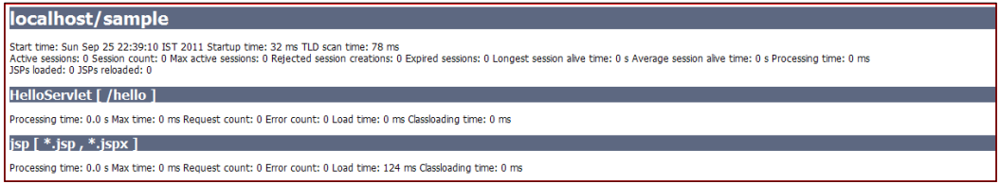 localhost/sample
Start time: Sun Sep 25 22:39:10 IST 2011 Startup time: 32 ms TLD scan time: 78 ms
Active sessions: 0 Session count: 0 Max active sessions: 0 Rejected session creations: 0 Expired sessions: 0 Longest session alive time: 0 s Average session alive time: 0 s Processing time: 0 ms
JSPs loaded: 0 JSPs reloaded: 0
HelloServlet [ /hello ]
Processing time: 0.0 s Max time: 0 ms Request count: 0 Error count: 0 Load time: 0 ms Classloading time: 0 ms
jsp [ *.jsp , *.jspx ]
Processing time: 0.0 s Max time: 0 ms Request count: 0 Error count: 0 Load time: 124 ms Classloading time: 0 ms